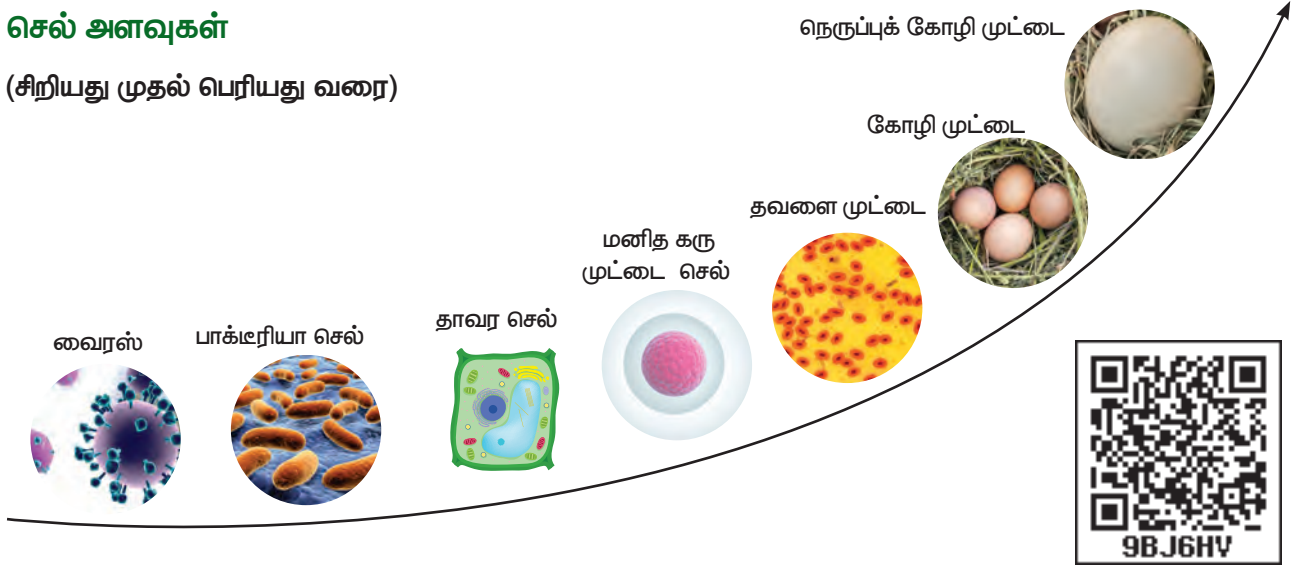 செல் அளவுகள்
(சிறியது முதல் பெரியது வரை)
வைரஸ்
பாக்டீரியா செல்
தாவர செல்
மனித கரு
முட்டை செல்
தவளை முட்டை
கோழி முட்டை
நெருப்புக் கோழி முட்டை
9BJ6HV